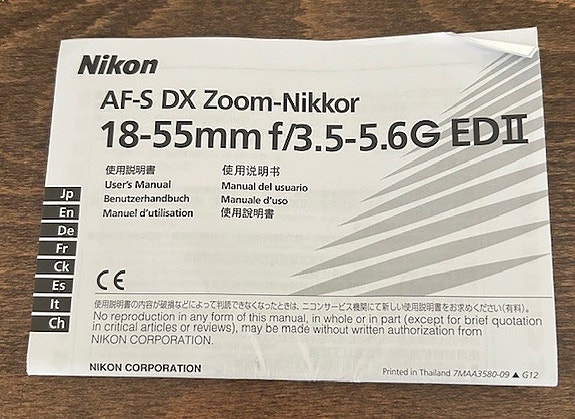 Nikon
AF-S DX Zoom-Nikkor
18-55mm f/3.5-5.6G ED II
使用説明書 使用说明书
User's Manual Manual del usuario
Benutzerhandbuch Manuale d'uso
Manuel d'utilisation 使用說明書
Jp
En
De
Fr
Ck
Es
It
Ch
CE
使用説明書の内容が破損などによって判読できなくなったときは、ニコンサービス機関にて新しい使用説明書をお求めください(有料)。
No reproduction in any form of this manual, in whole or in part (except for brief quotation
in critical articles or reviews), may be made without written authorization from
NIKON CORPORATION.
NIKON CORPORATION
Printed in Thailand 7MAA3580-09 ▲ G12